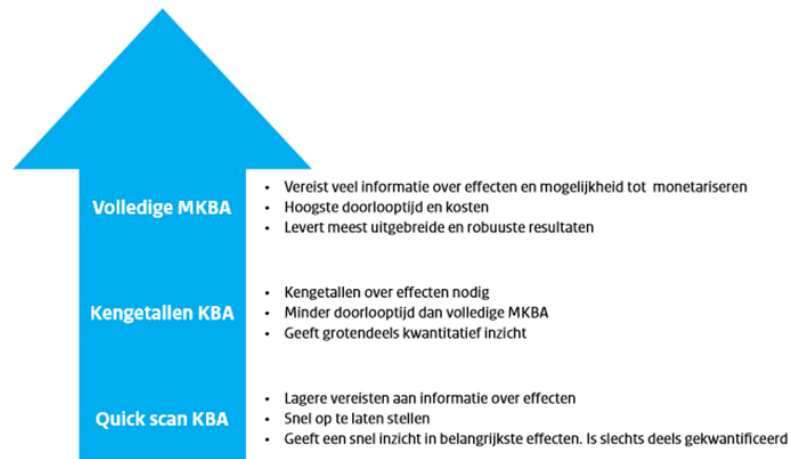 Volledige MKBA
• Vereist veel informatie over effecten en mogelijkheid tot monetariseren
• Hoogste doorlooptijd en kosten
• Levert meest uitgebreide en robuuste resultaten
Kengetallen KBA
• Kengetallen over effecten nodig
• Minder doorlooptijd dan volledige MKBA
• Geeft grotendeels kwantitatief inzicht
Quick scan KBA
• Lagere vereisten aan informatie over effecten
• Snel op te laten stellen
• Geeft een snel inzicht in belangrijkste effecten. Is slechts deels gekwantificeerd